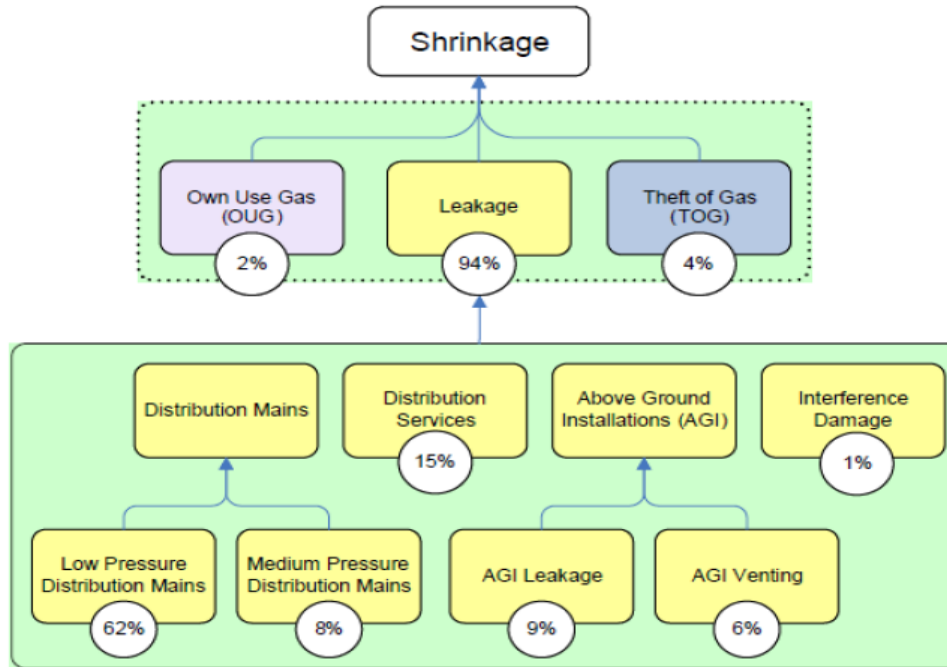 Shrinkage
Own Use Gas
(OUG)
2%
Leakage
94%
Theft of Gas
(TOG)
4%
Distribution Mains
Distribution
Services
15%
Above Ground
Installations (AGI)
Interference
Damage
1%
Low Pressure
Distribution Mains
62%
Medium Pressure
Distribution Mains
8%
AGI Leakage
9%
AGI Venting
6%